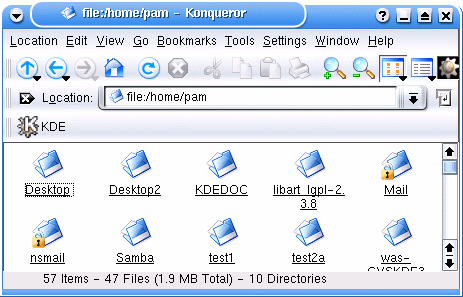 file:/home/pam – Konqueror
Location Edit View Go Bookmarks Tools Settings Window Help
Location: file:/home/pam
KDE
Desktop Desktop2 KDEDOC libart_lgpl-2. Mail
3.8
nsmail Samba test1 test2a was-
CVSKDE3
57 Items – 47 Files (1.9 MB Total) – 10 Directories